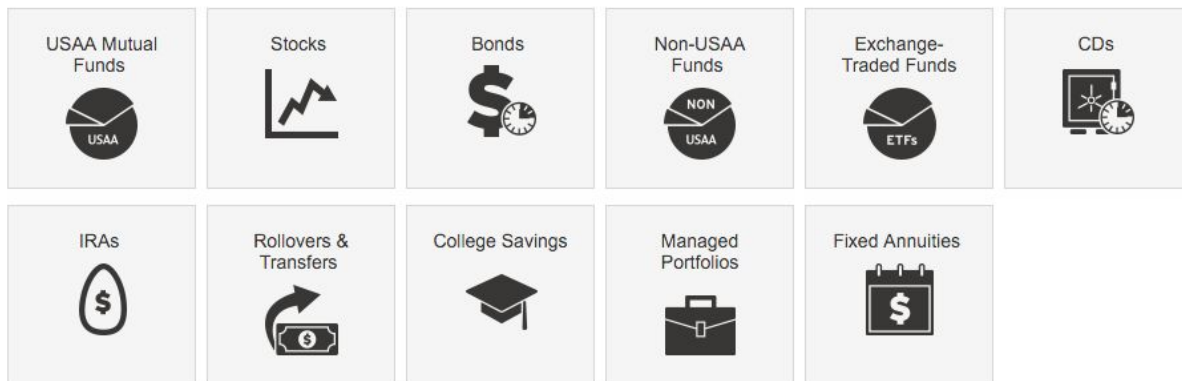 USAA Mutual
Funds
USAA
Stocks
Bonds
$
Non-USAA
Funds
NON
USAA
Exchange-
Traded Funds
ETFs
CDs
IRAs
$
Rollovers &
Transfers
$
College Savings
Managed
Portfolios
Fixed Annuities
$